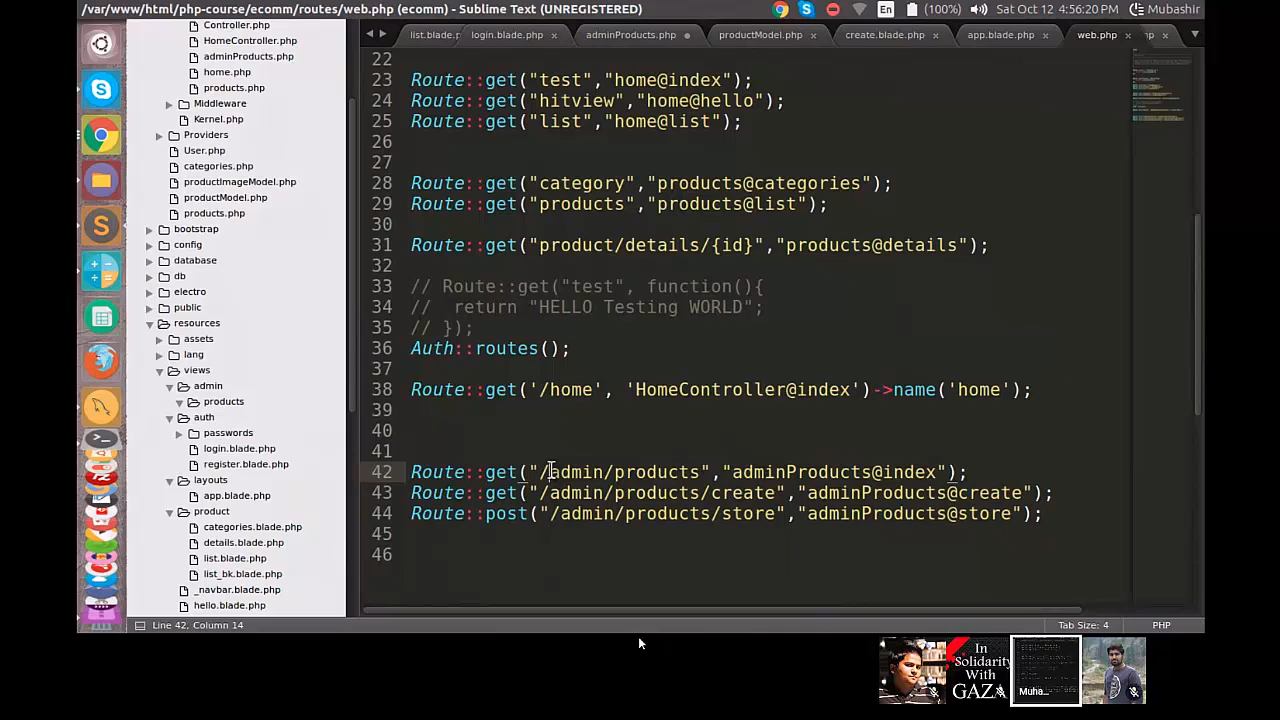 /var/www/html/php-course/ecomm/routes/web.php (ecomm) - Sublime Text (UNREGISTERED)
En
(100%)
Sat Oct 12 4:56:20 PM
Mubashir
Controller.php
HomeController.php
adminProducts.php
home.php
products.php
Middleware
Kernel.php
Providers
User.php
categories.php
productImageModel.php
productModel.php
products.php
bootstrap
config
database
db
electro
public
resources
assets
lang
views
admin
products
auth
passwords
login.blade.php
register.blade.php
layouts
app.blade.php
product
categories.blade.php
details.blade.php
list.blade.php
list_bk.blade.php
_navbar.blade.php
hello.blade.php
list.blade.p
login.blade.php
adminProducts.php
productModel.php
create.blade.php
app.blade.php
web.php
hp
22
23 Route::get("test","home@index");
24 Route::get("hitview","home@hello");
25 Route::get("list","home@list");
26
27
28 Route::get("category","products@categories");
29 Route::get("products","products@list");
30
31 Route::get("product/details/{id}","products@details");
32
33 // Route::get("test", function(){
34 // return "HELLO Testing WORLD";
35 // });
36 Auth::routes();
37
38 Route::get('/home', 'HomeController@index')->name('home');
39
40
41
42 Route::get("/admin/products","adminProducts@index");
43 Route::get("/admin/products/create","adminProducts@create");
44 Route::post("/admin/products/store","adminProducts@store");
45
46
Line 42, Column 14
Tab Size: 4
PHP
In
Solidarity
With
GAZA
Muha...